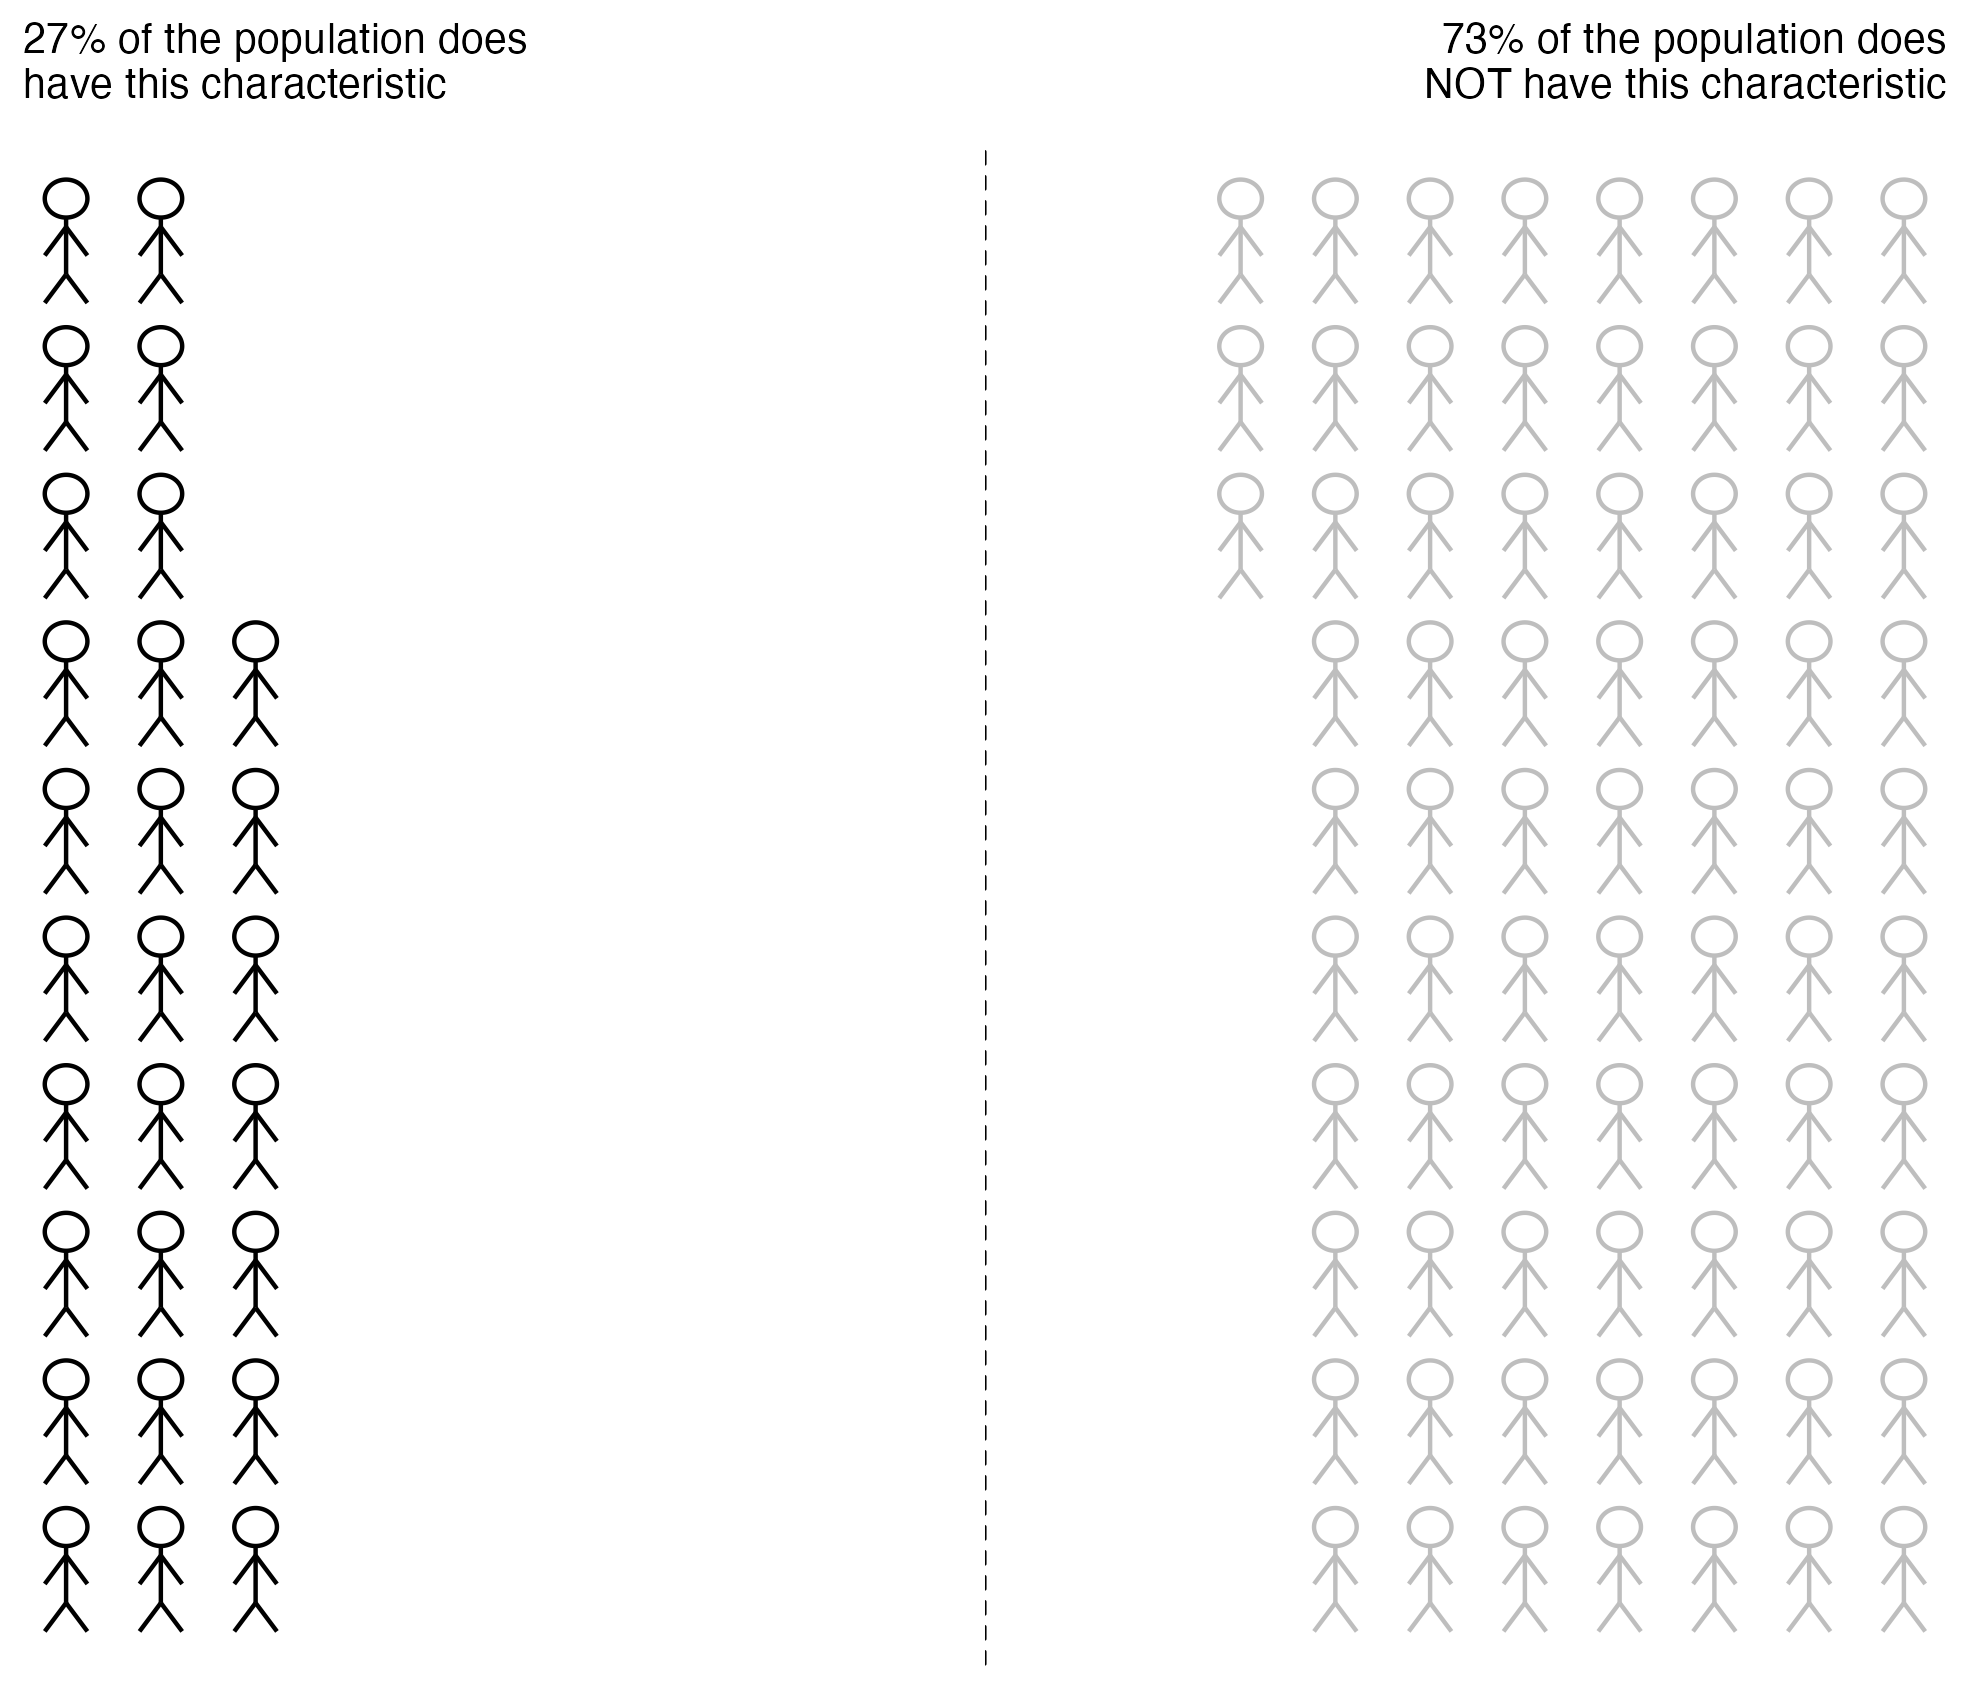 27% of the population does
have this characteristic
73% of the population does
NOT have this characteristic